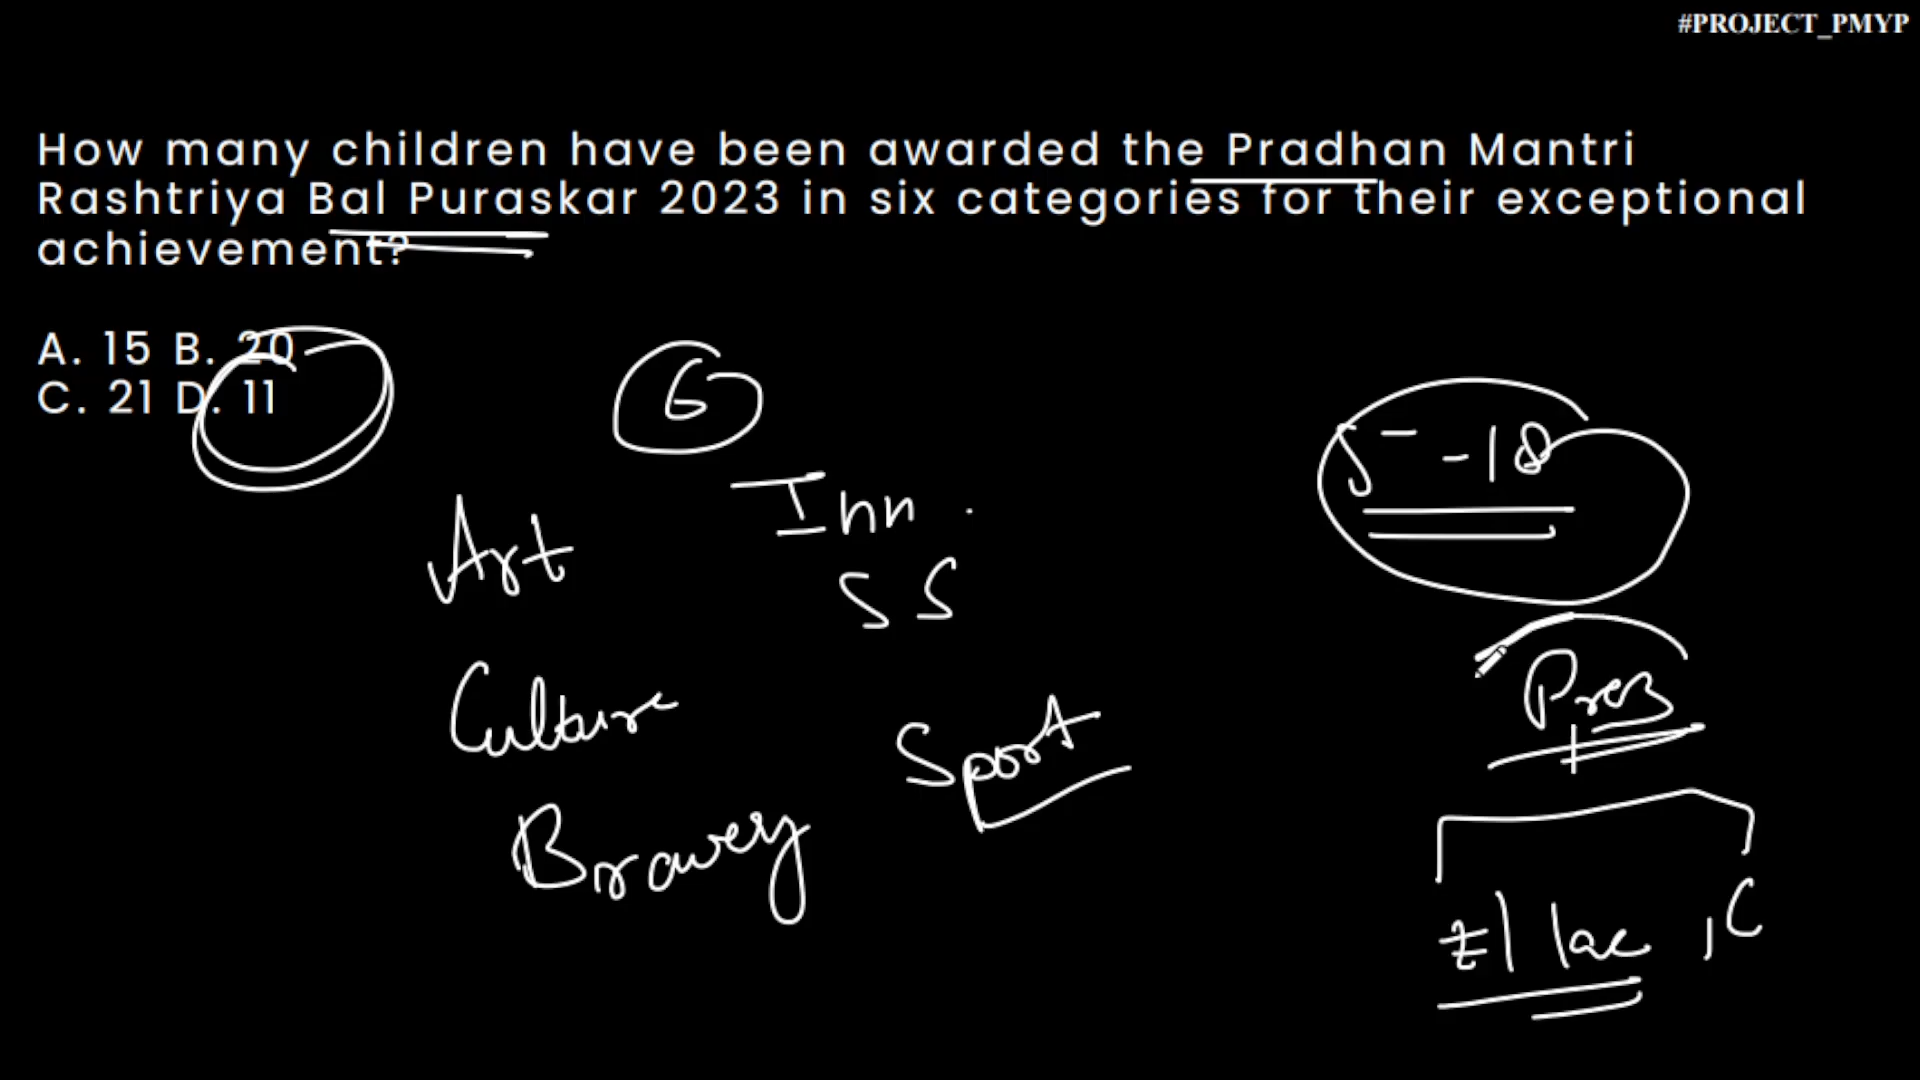 #PROJECT_PMYP
How many children have been awarded the Pradhan Mantri
Rashtriya Bal Puraskar 2023 in six categories for their exceptional
achievement?
A. 15 B. 20
C. 21 D. 11
6
5 - 18
Inn.
Art
SS
Culture
Pres
Sport
Bravery
₹1 lac, C